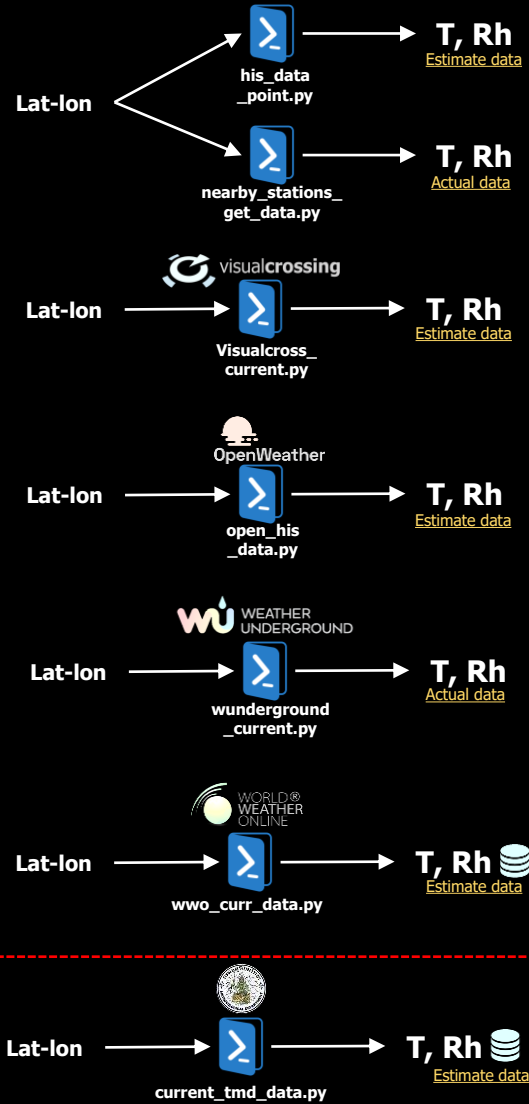 T, Rh
Estimate data
his_data
_point.py
Lat-lon
T, Rh
Actual data
nearby_stations_
get_data.py
visualcrossing
Lat-lon
T, Rh
Estimate data
Visualcross_
current.py
OpenWeather
Lat-lon
T, Rh
Estimate data
open_his
_data.py
WU WEATHER
UNDERGROUND
Lat-lon
T, Rh
Actual data
wunderground
_current.py
WORLD®
WEATHER
ONLINE
Lat-lon
T, Rh
Estimate data
wwo_curr_data.py
Lat-lon
T, Rh
Estimate data
current_tmd_data.py